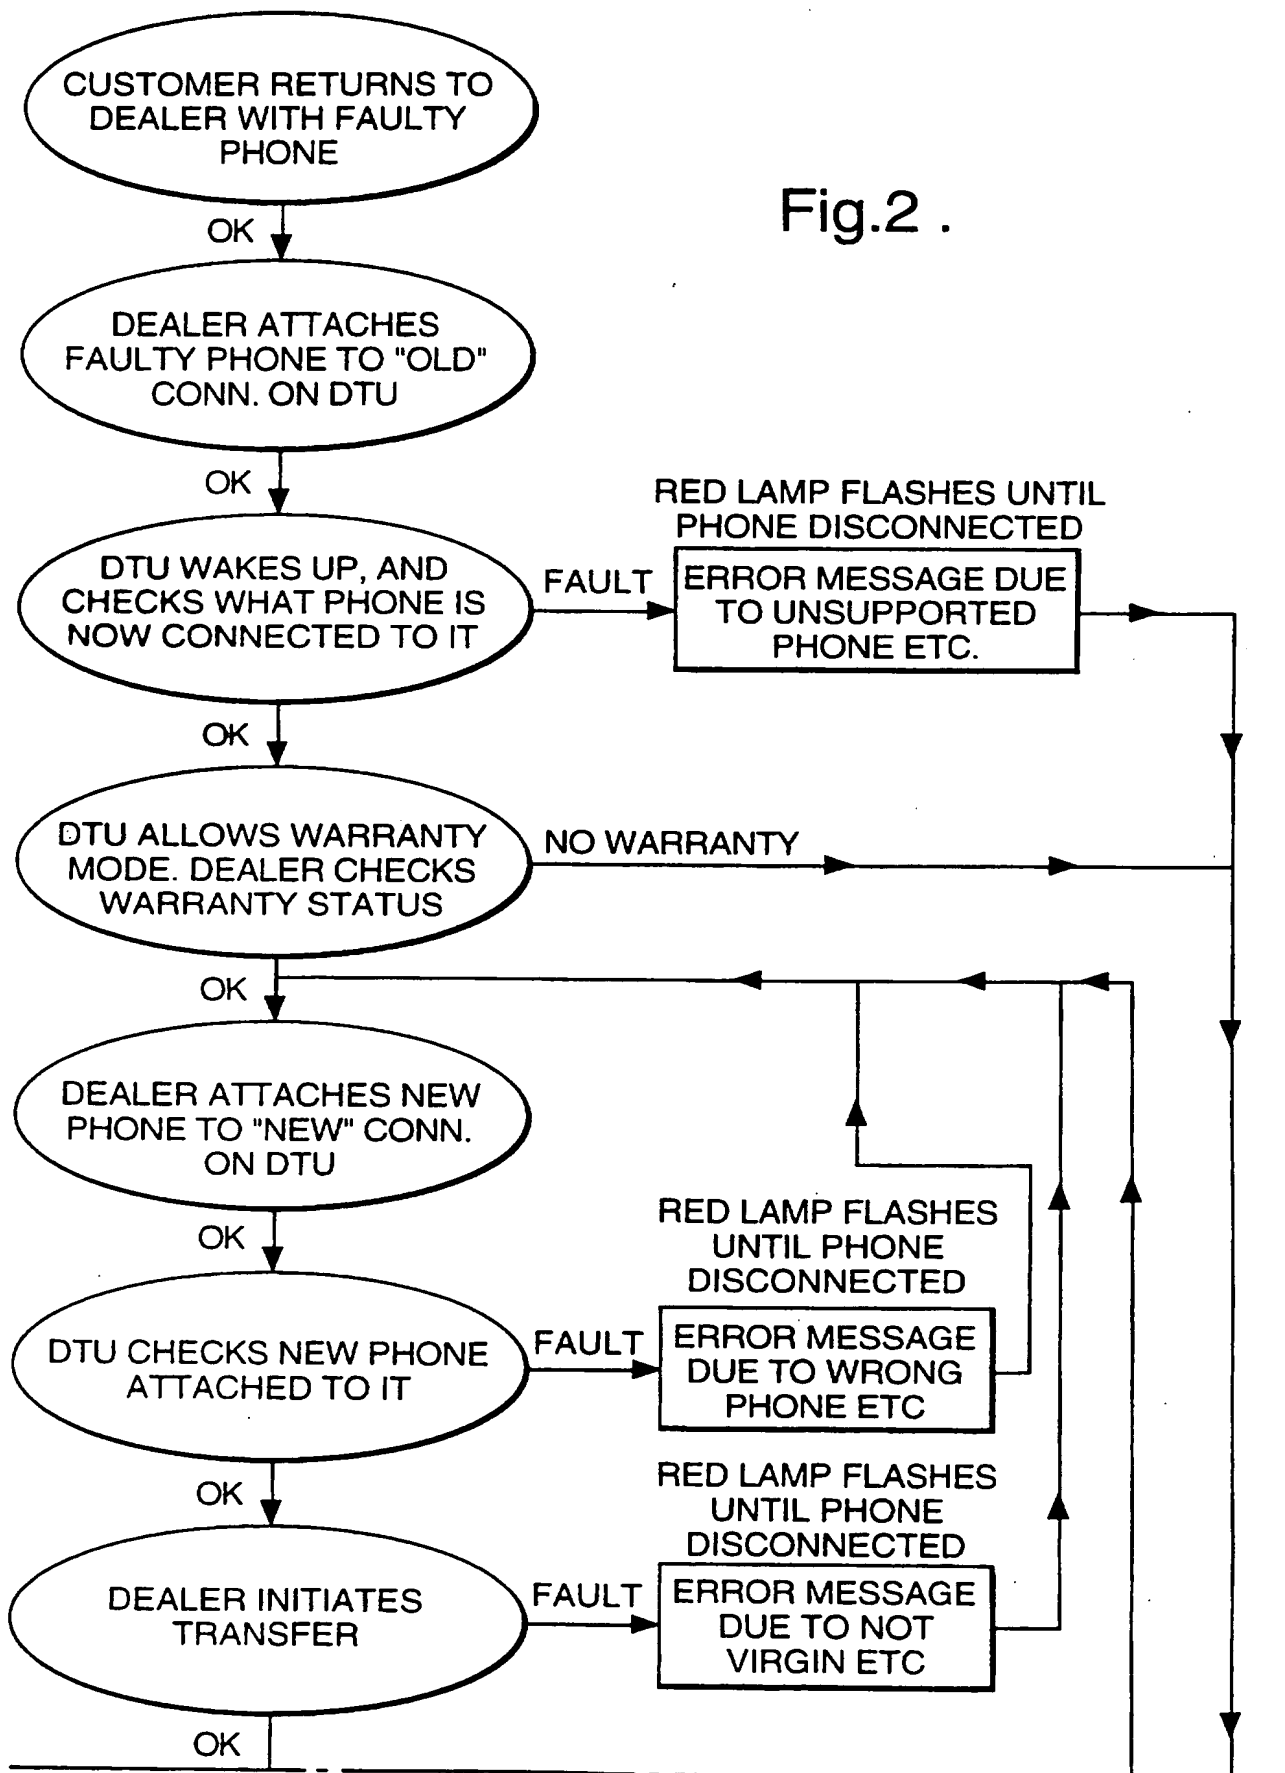 CUSTOMER RETURNS TO
DEALER WITH FAULTY
PHONE
Fig.2 .
OK
DEALER ATTACHES
FAULTY PHONE TO "OLD"
CONN. ON DTU
OK
RED LAMP FLASHES UNTIL
PHONE DISCONNECTED
DTU WAKES UP, AND
CHECKS WHAT PHONE IS
NOW CONNECTED TO IT
FAULT
ERROR MESSAGE DUE
TO UNSUPPORTED
PHONE ETC.
OK
DTU ALLOWS WARRANTY
MODE. DEALER CHECKS
WARRANTY STATUS
NO WARRANTY
OK
DEALER ATTACHES NEW
PHONE TO "NEW" CONN.
ON DTU
OK
RED LAMP FLASHES
UNTIL PHONE
DISCONNECTED
DTU CHECKS NEW PHONE
ATTACHED TO IT
FAULT
ERROR MESSAGE
DUE TO WRONG
PHONE ETC
OK
RED LAMP FLASHES
UNTIL PHONE
DISCONNECTED
DEALER INITIATES
TRANSFER
FAULT
ERROR MESSAGE
DUE TO NOT
VIRGIN ETC
OK